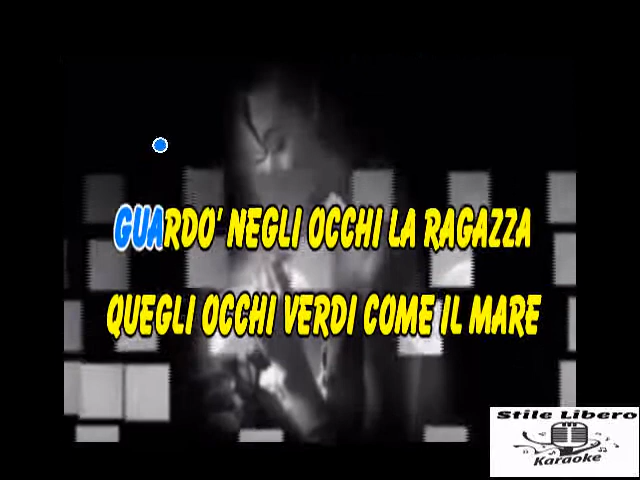 GUARDO' NEGLI OCCHI LA RAGAZZA
QUEGLI OCCHI VERDI COME IL MARE
Stile Libero
Karaoke